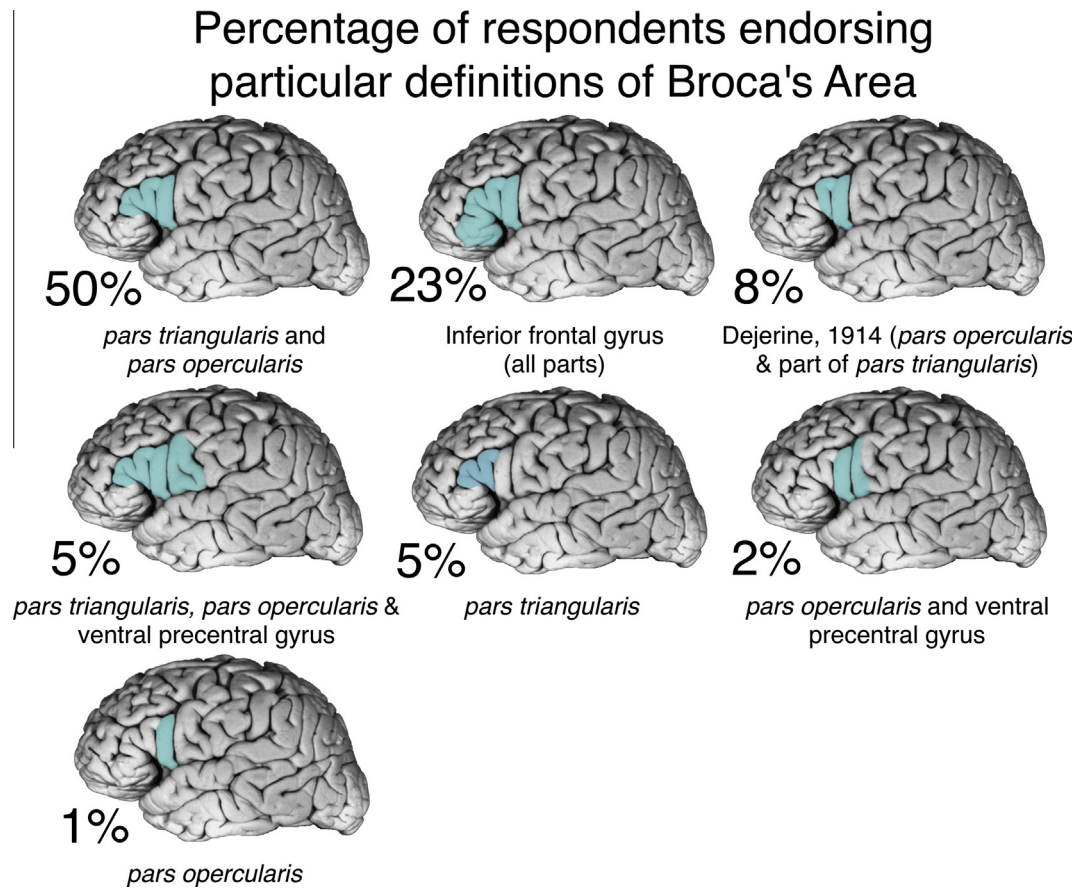 Percentage of respondents endorsing
particular definitions of Broca's Area
50%
pars triangularis and
pars opercularis
23%
Inferior frontal gyrus
(all parts)
8%
Dejerine, 1914 (pars opercularis
& part of pars triangularis)
5%
pars triangularis, pars opercularis &
ventral precentral gyrus
5%
pars triangularis
2%
pars opercularis and ventral
precentral gyrus
1%
pars opercularis